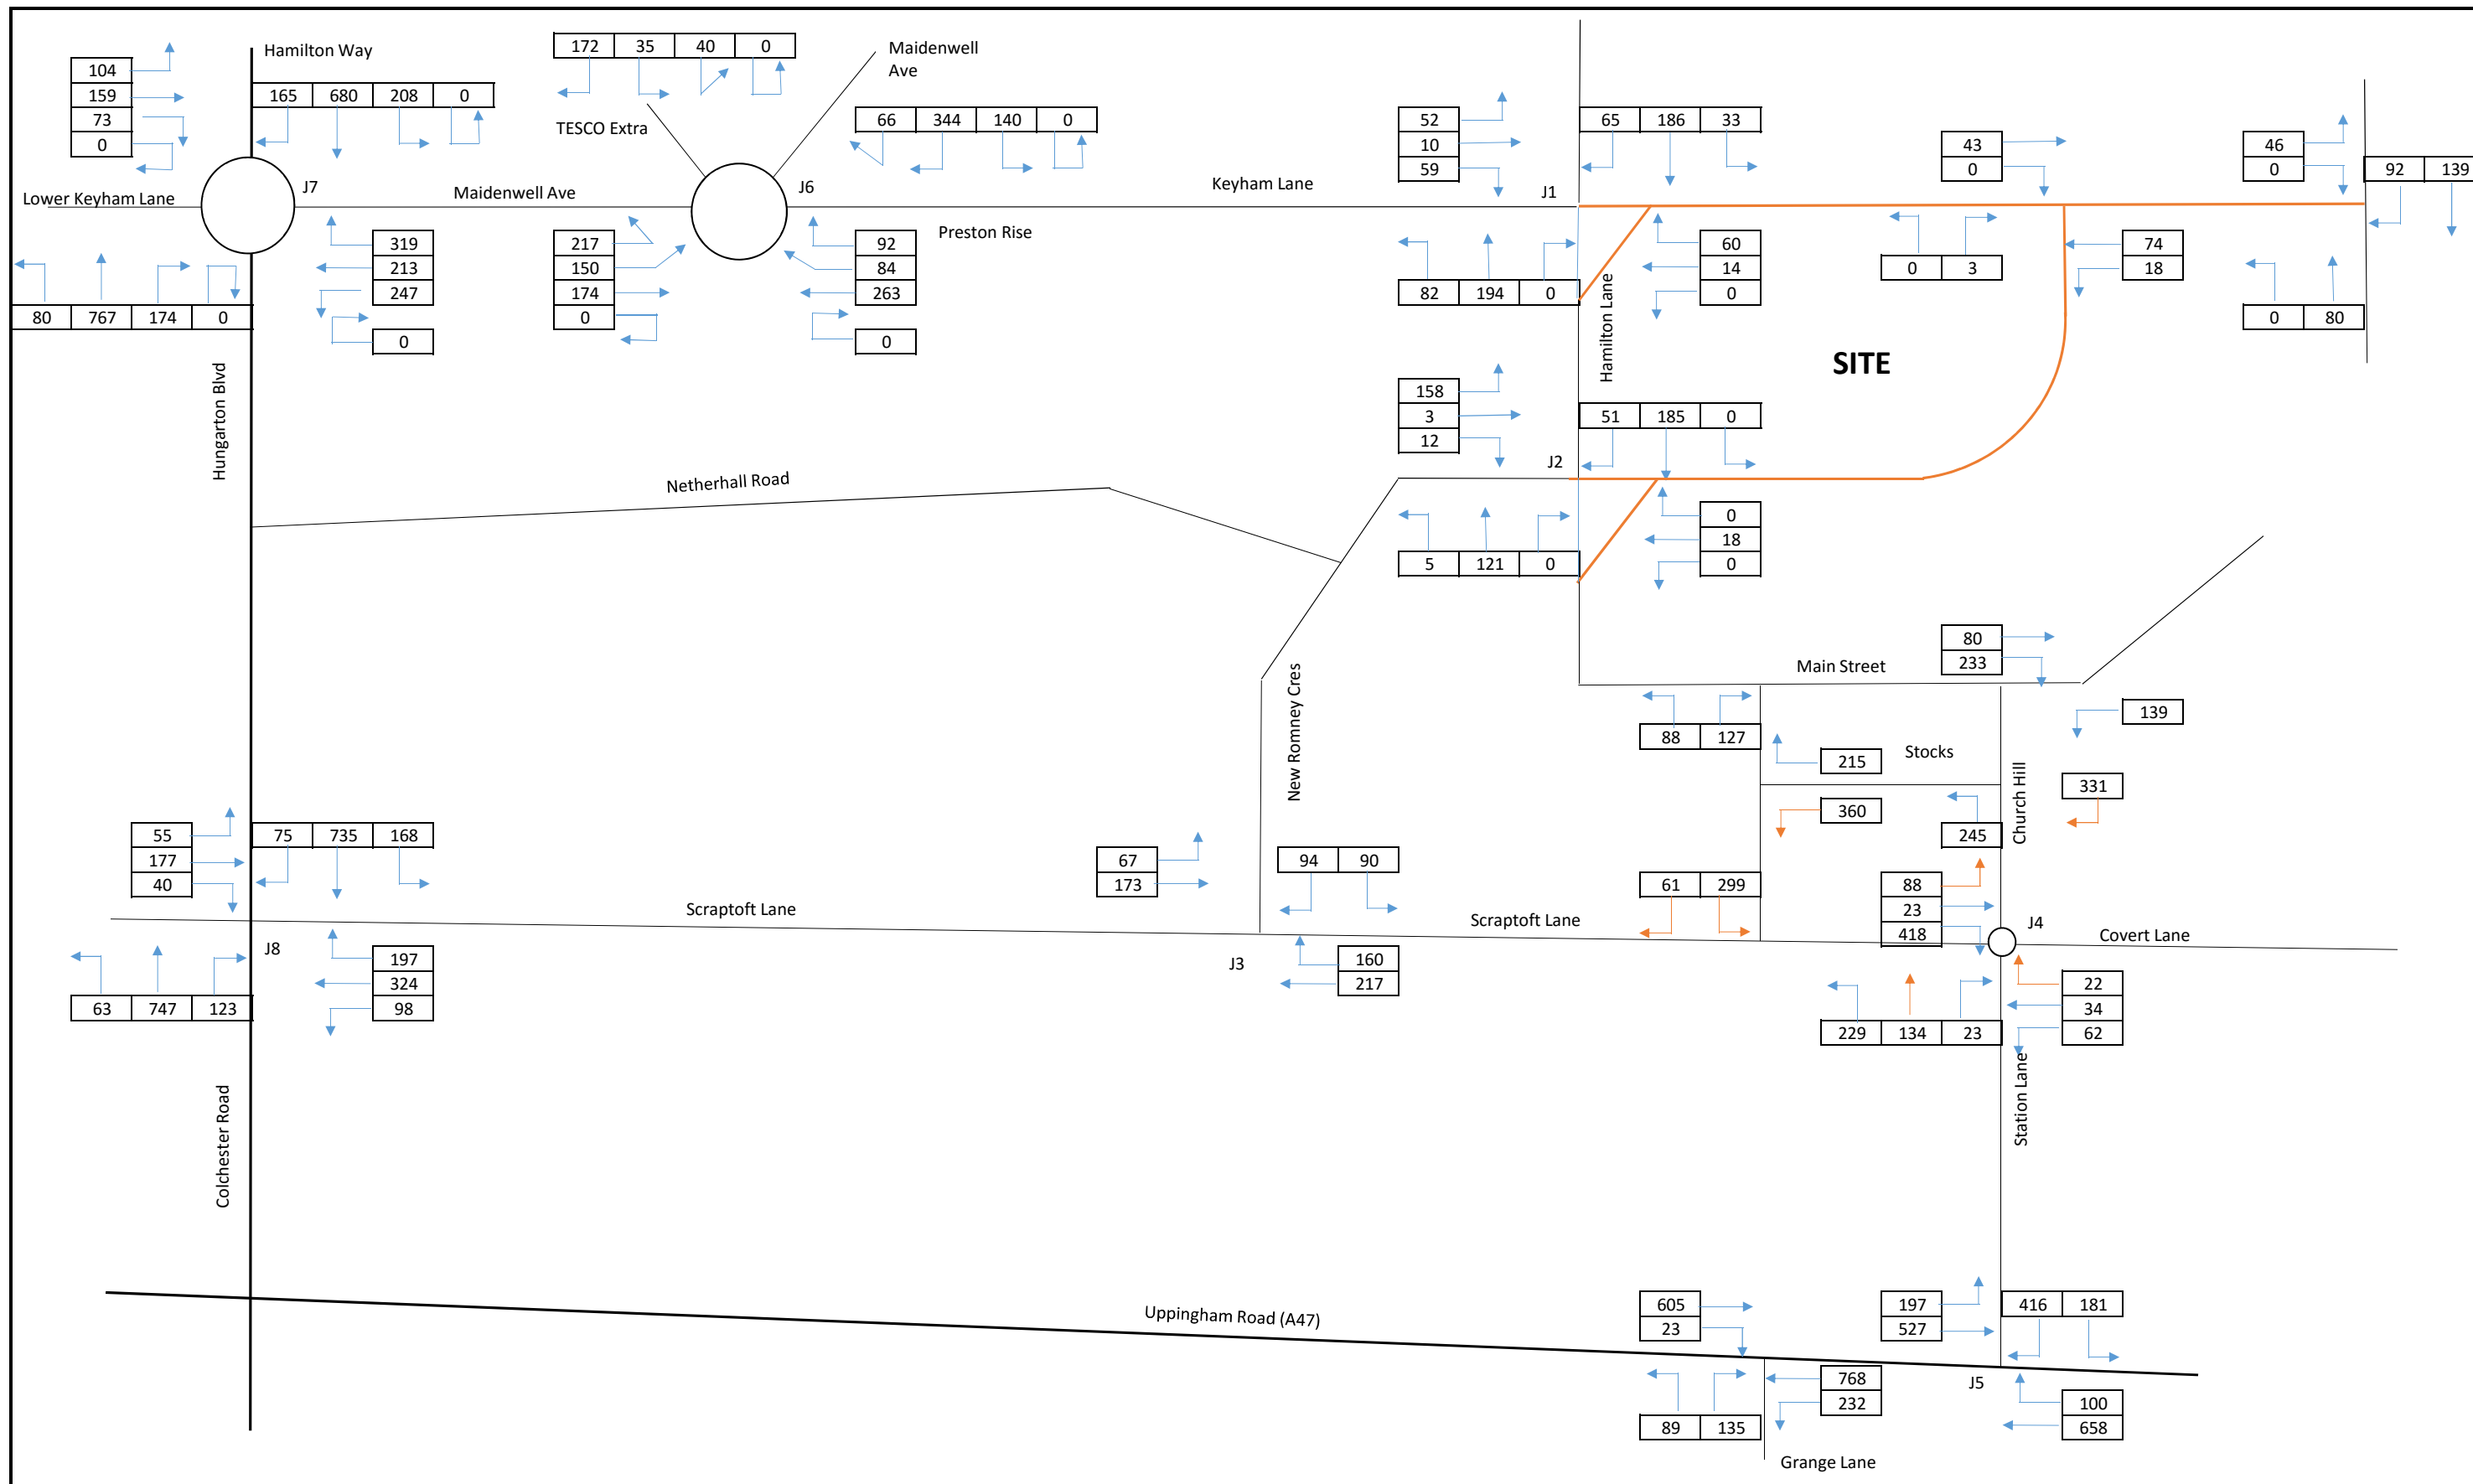 Hamilton Way
172 35 40 0
Maidenwell
Ave
104
159
73
0
165 680 208 0
TESCO Extra
66 344 140 0
52
10
59
65 186 33
43
0
46
0
92 139
Lower Keyham Lane
J7
Maidenwell Ave
J6
Keyham Lane
J1
Preston Rise
319
213
247
0
217
150
174
0
92
84
263
0
80 767 174 0
82 194 0
Hamilton Lane
60
14
0
0 3
74
18
0 80
SITE
Hungarton Blvd
158
3
12
51 185 0
J2
Netherhall Road
5 121 0
0
18
0
80
233
Main Street
New Romney Cres
88 127
139
215
Stocks
Church Hill
331
360
245
55
177
40
75 735 168
67
173
94 90
61 299
88
23
418
Scraptoft Lane
Scraptoft Lane
J4
Covert Lane
J8
197
324
98
J3
160
217
63 747 123
229 134 23
22
34
62
Colchester Road
Station Lane
Uppingham Road (A47)
605
23
197
527
416 181
89 135
768
232
J5
100
658
Grange Lane